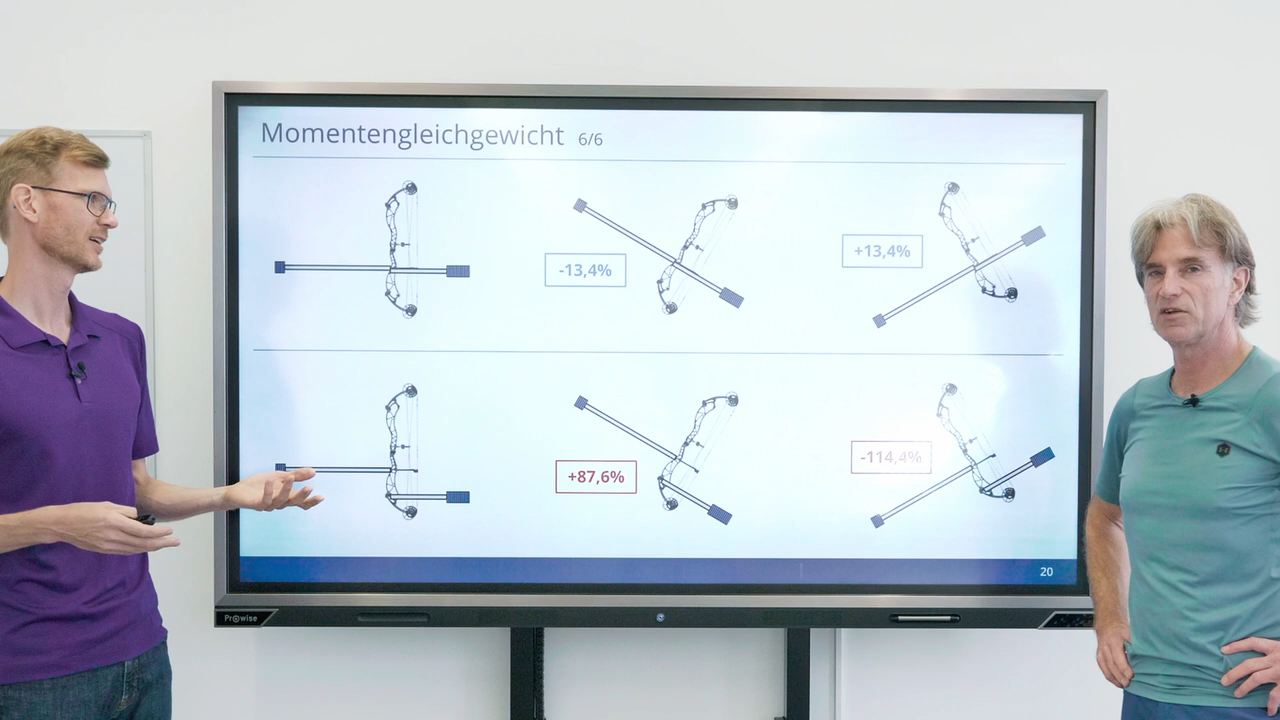 Momentengleichgewicht 6/6
-13,4%
+13,4%
+87,6%
-114,4%
20
Prowise